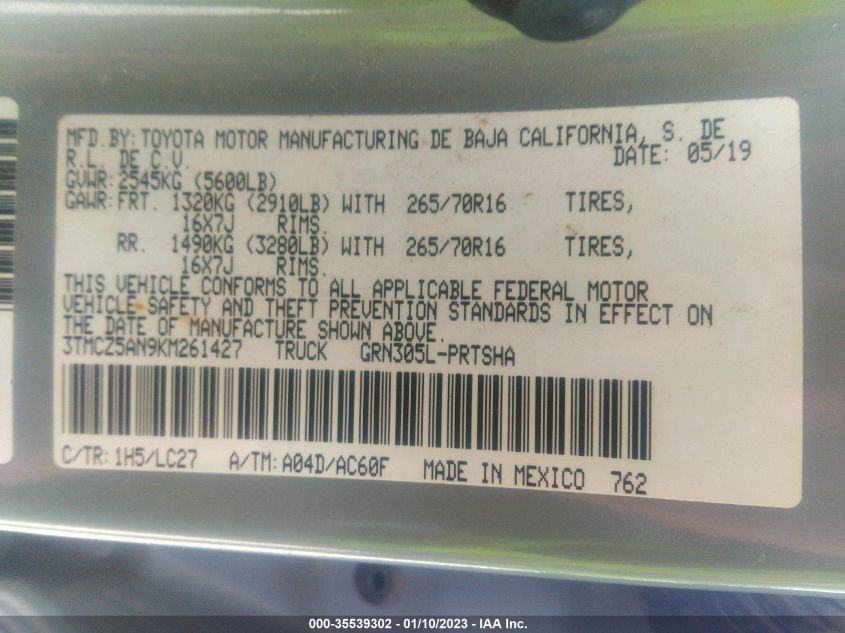 MFD.BY:TOYOTA MOTOR MANUFACTURING DE BAJA CALIFORNIA, S. DE
R.L. DE C.V. DATE: 05/19
GVWR:2545KG (5600LB)
GAWR:FRT. 1320KG (2910LB) WITH 265/70R16 TIRES,
16X7J RIMS.
RR. 1490KG (3280LB) WITH 265/70R16 TIRES,
16X7J RIMS.
THIS VEHICLE CONFORMS TO ALL APPLICABLE FEDERAL MOTOR
VEHICLE SAFETY AND THEFT PREVENTION STANDARDS IN EFFECT ON
THE DATE OF MANUFACTURE SHOWN ABOVE.
3TMCZ5AN9KM261427 TRUCK GRN305L-PRTSHA
C/TR:1H5/LC27 A/TM:A04D/AC60F MADE IN MEXICO 762
000-35539302 - 01/10/2023 - IAA Inc.